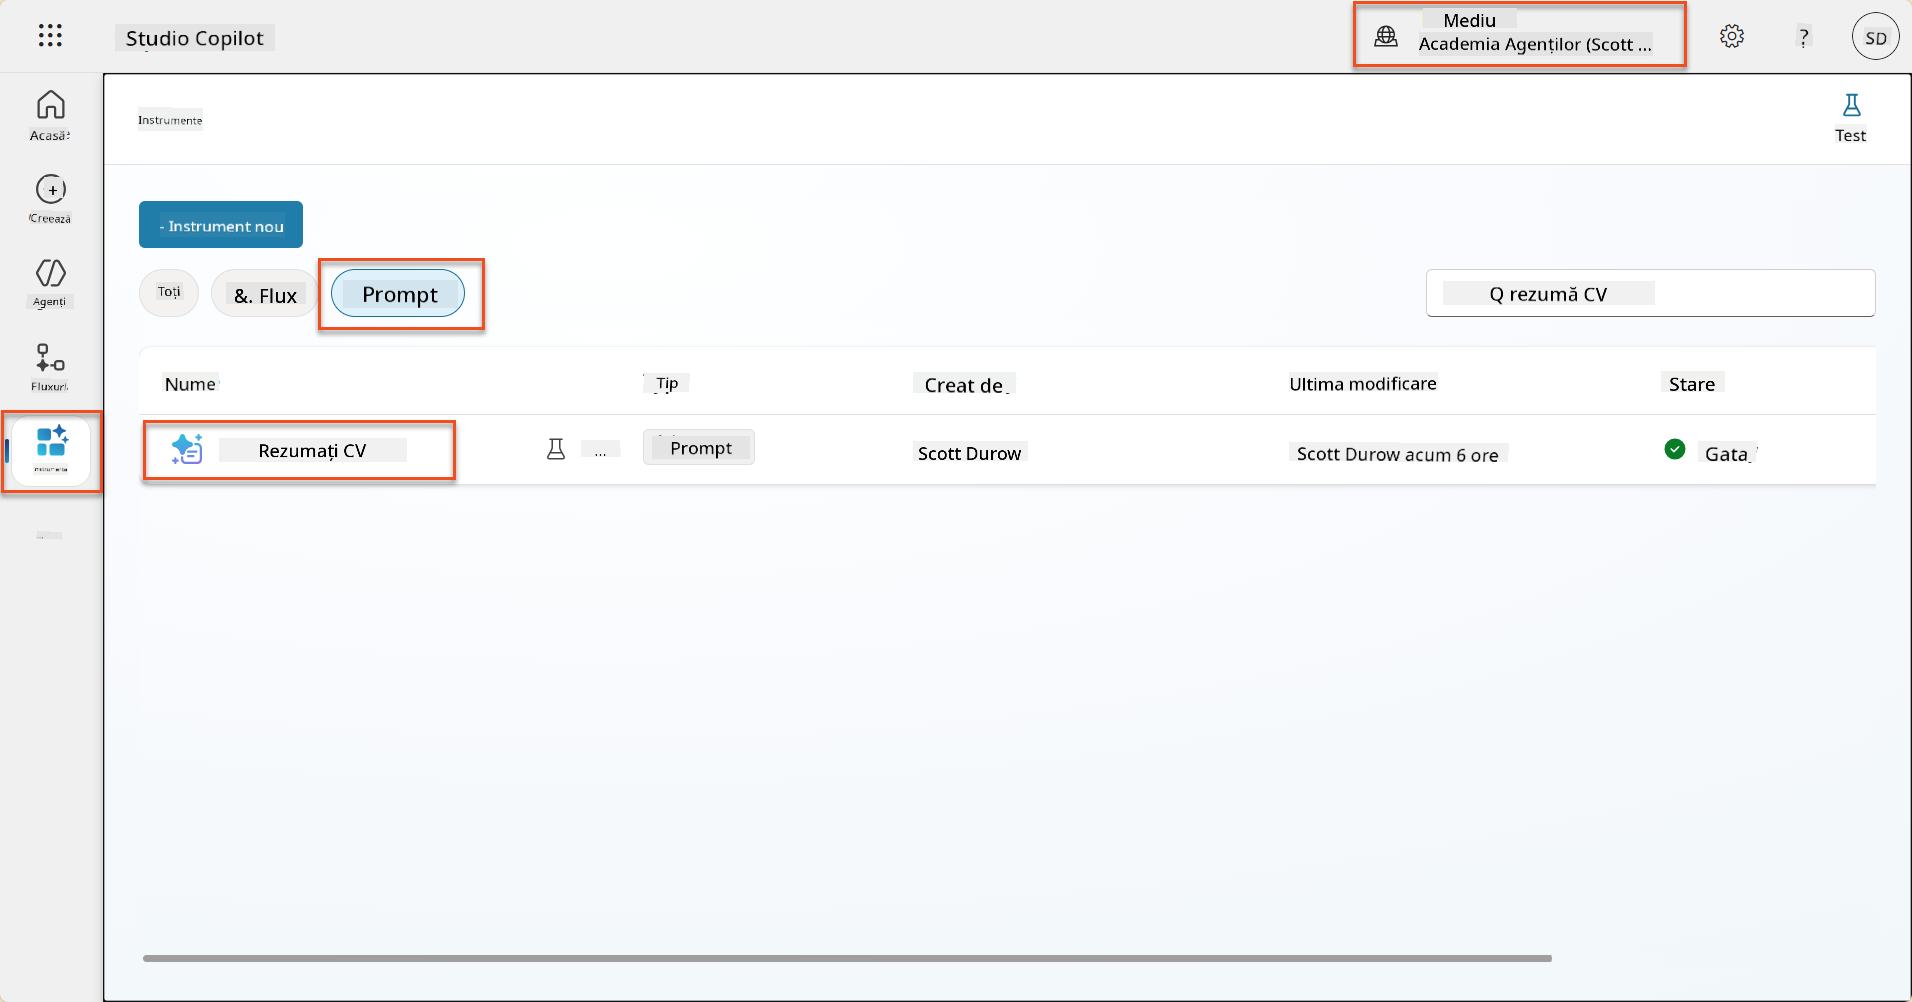 Studio Copilot
Mediu
Academia Agenților (Scott ...
?
SD
Acasă
Creează
Agenți
Fluxuri
Instrumente
Instrumente
Test
- Instrument nou
Toți
&. Flux
Prompt
Q rezumă CV
Nume
Tip
Creat de
Ultima modificare
Stare
Rezumați CV
...
Prompt
Scott Durow
Scott Durow acum 6 ore
Gata